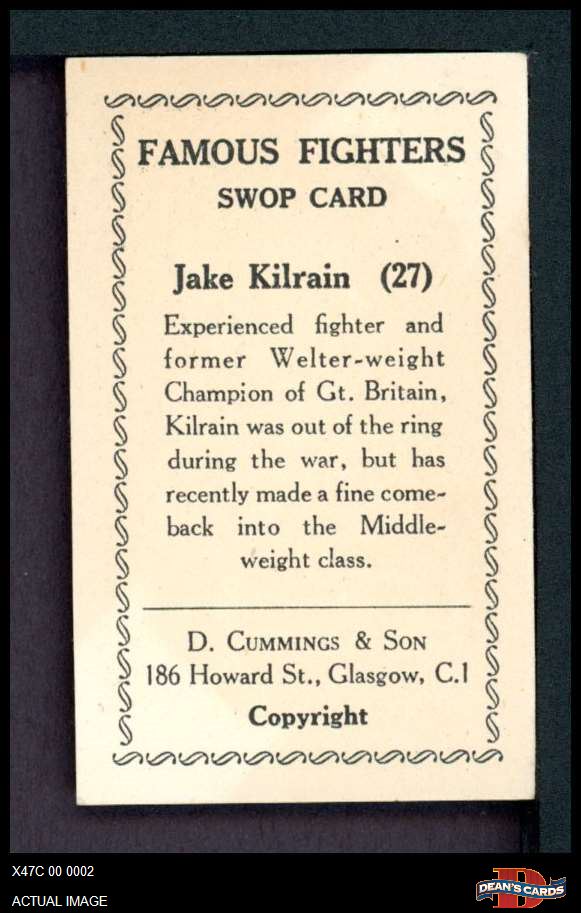 FAMOUS FIGHTERS
SWOP CARD
Jake Kilrain (27)
Experienced fighter and
former Welter-weight
Champion of Gt. Britain,
Kilrain was out of the ring
during the war, but has
recently made a fine come-
back into the Middle-
weight class.
D. CUMMINGS & SON
186 Howard St., Glasgow, C.1
Copyright
X47C 00 0002
ACTUAL IMAGE
D
DEAN'S CARDS